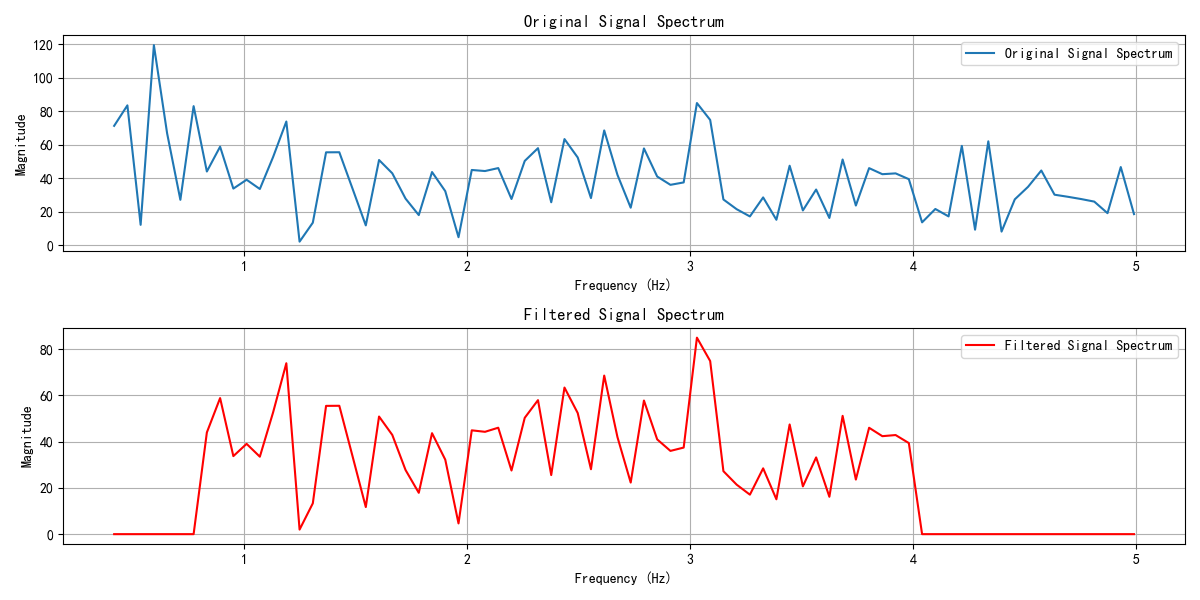 Original Signal Spectrum
Original Signal Spectrum
120
100
80
60
40
20
0
Magnitude
1 2 3 4 5
Frequency (Hz)
Filtered Signal Spectrum
Filtered Signal Spectrum
80
60
40
20
0
Magnitude
1 2 3 4 5
Frequency (Hz)